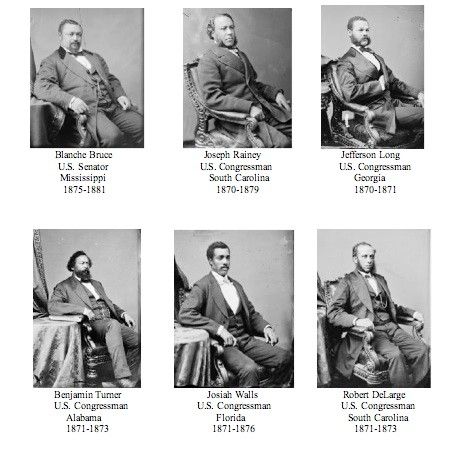 Blanche Bruce
U.S. Senator
Mississippi
1875-1881
Joseph Rainey
U.S. Congressman
South Carolina
1870-1879
Jefferson Long
U.S. Congressman
Georgia
1870-1871
Benjamin Turner
U.S. Congressman
Alabama
1871-1873
Josiah Walls
U.S. Congressman
Florida
1871-1876
Robert DeLarge
U.S. Congressman
South Carolina
1871-1873